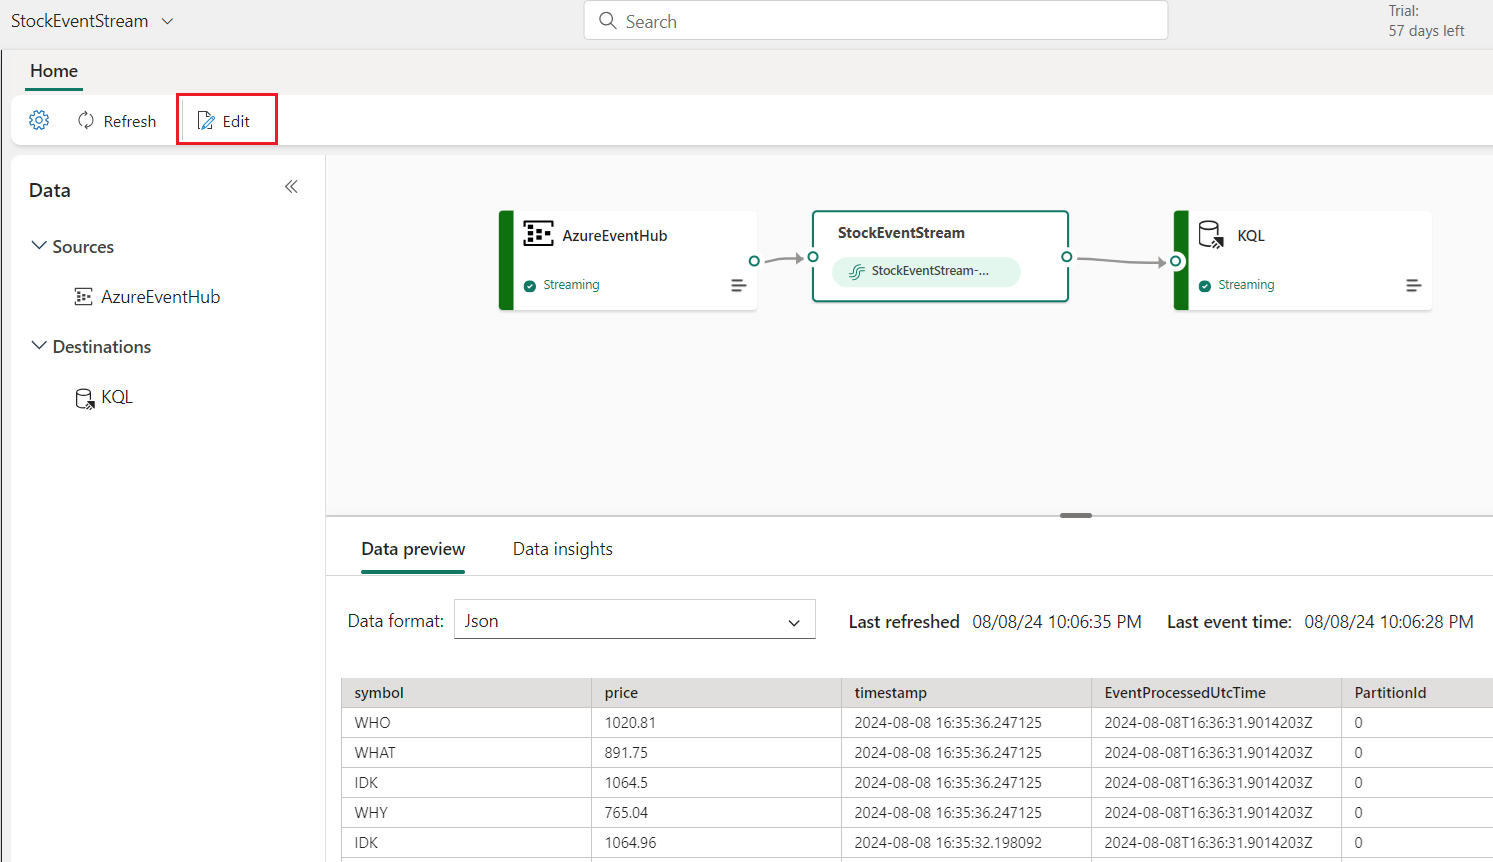 StockEventStream
Search
Trial:
57 days left
Home
Refresh
Edit
Data
Sources
AzureEventHub
Destinations
KQL
AzureEventHub
Streaming
StockEventStream
StockEventStream-...
KQL
Streaming
Data preview
Data insights
Data format:
Json
Last refreshed 08/08/24 10:06:35 PM
Last event time: 08/08/24 10:06:28 PM
symbol price timestamp EventProcessedUtcTime PartitionId
WHO 1020.81 2024-08-08 16:35:36.247125 2024-08-08T16:36:31.9014203Z 0
WHAT 891.75 2024-08-08 16:35:36.247125 2024-08-08T16:36:31.9014203Z 0
IDK 1064.5 2024-08-08 16:35:36.247125 2024-08-08T16:36:31.9014203Z 0
WHY 765.04 2024-08-08 16:35:36.247125 2024-08-08T16:36:31.9014203Z 0
IDK 1064.96 2024-08-08 16:35:32.198092 2024-08-08T16:36:31.9014203Z 0